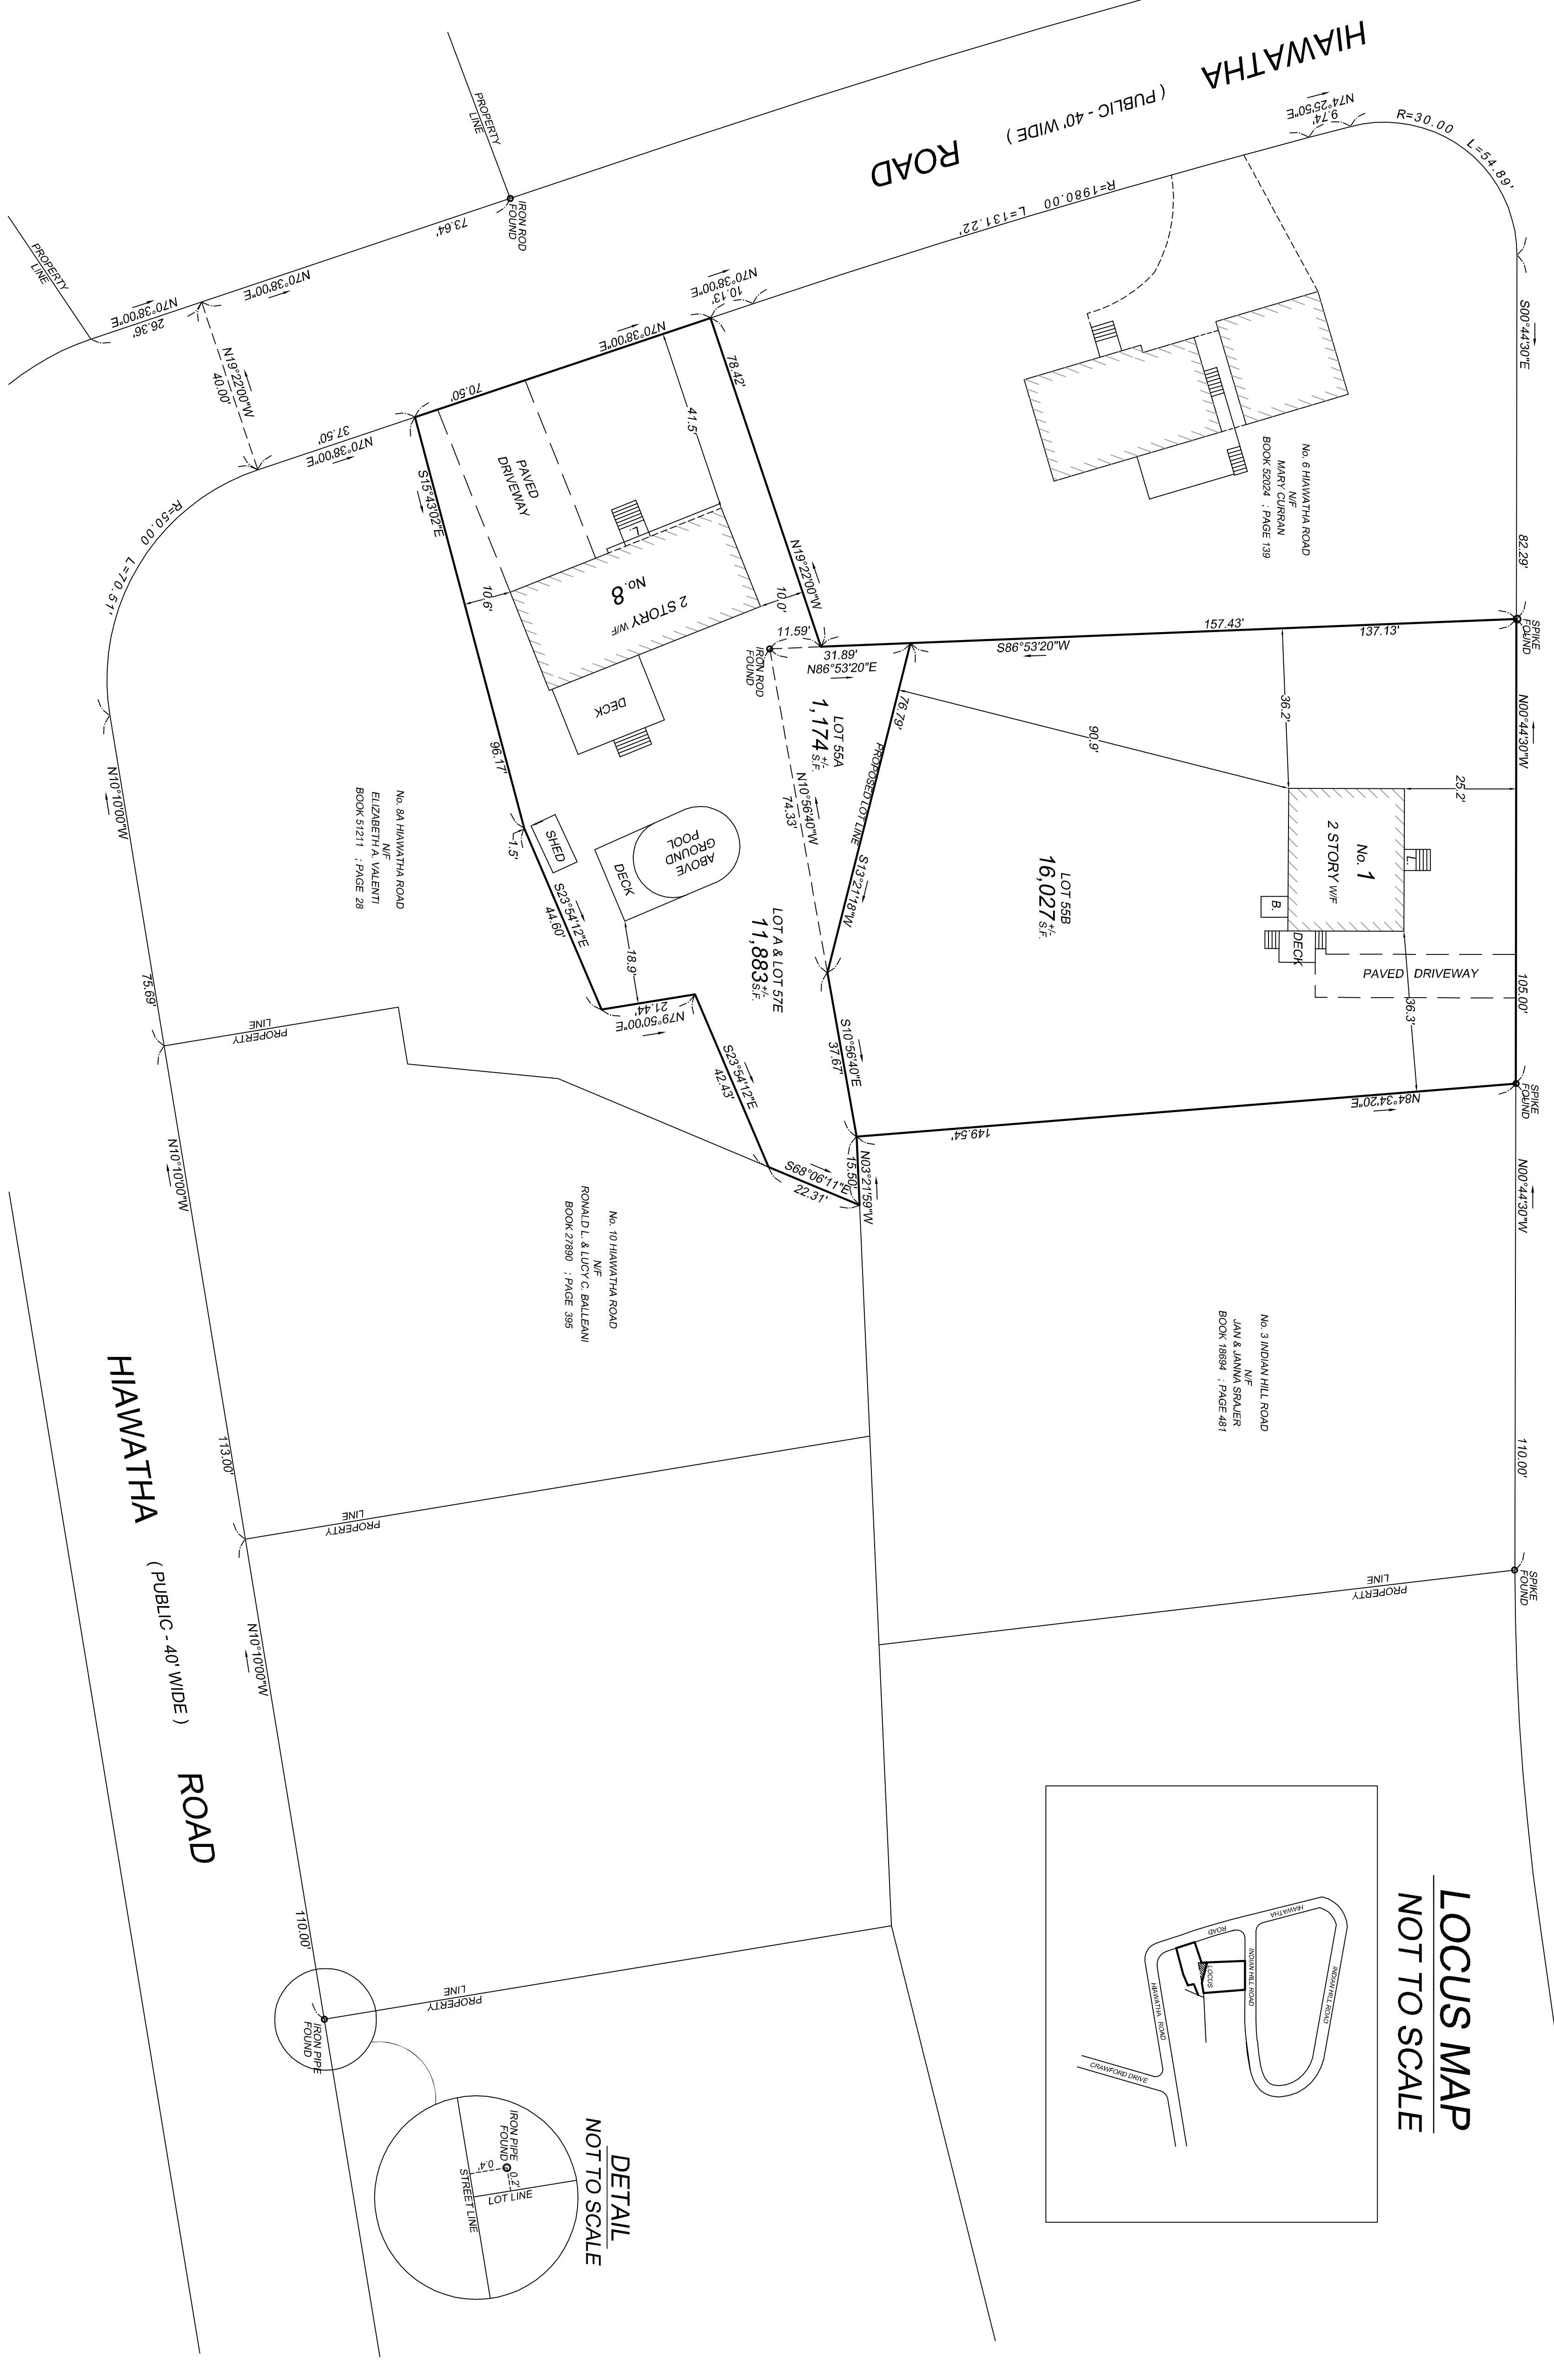 HIAWATHA
( PUBLIC - 40' WIDE )
ROAD
PROPERTY
LINE
PROPERTY
LINE
IRON ROD
FOUND
73.64'
N70°38'00"E
N70°38'00"E
26.36'
N19°22'00"W
40.00'
37.50'
N70°38'00"E
R=50.00
L=70.51'
N74°25'50"E
9.74'
R=30.00
L=54.89'
R=1980.00 L=131.22'
N70°38'00"E
10.13'
N70°38'00"E
70.50'
78.42'
N19°22'00"W
41.5'
PAVED
DRIVEWAY
S15°43'02"E
96.17'
10.6'
10.0'
L.
No. 8
2 STORY W/F
DECK
11.59'
IRON ROD
FOUND
31.89'
N86°53'20"E
LOT 55A
1,174 +/-
S.F.
N10°56'40"W
74.33'
76.79'
PROPOSED LOT LINE
S13°21'18"W
S86°53'20"W
157.43'
137.13'
No. 6 HIAWATHA ROAD
N/F
MARY CURRAN
BOOK 52024 ; PAGE 139
S00°44'30"E
82.29'
SPIKE
FOUND
N00°44'30"W
105.00'
36.2'
90.9'
25.2'
No. 1
2 STORY W/F
L.
B.
DECK
PAVED DRIVEWAY
36.3'
LOT 55B
16,027 +/-
S.F.
SPIKE
FOUND
N84°34'20"E
149.54'
SHED
1.5'
DECK
ABOVE
GROUND
POOL
18.9'
S23°54'12"E
44.60'
21.44'
N79°50'00"E
LOT A & LOT 57E
11,883 +/-
S.F.
S23°54'12"E
42.43'
S10°56'40"E
37.67'
S68°06'11"E
22.31'
N03°21'59"W
15.50'
No. 8A HIAWATHA ROAD
N/F
ELIZABETH A. VALENTI
BOOK 51211 ; PAGE 28
N10°10'00"W
75.69'
PROPERTY
LINE
N10°10'00"W
113.00'
No. 10 HIAWATHA ROAD
N/F
RONALD L. & LUCY C. BALLEANI
BOOK 27890 ; PAGE 395
No. 3 INDIAN HILL ROAD
N/F
JAN & JANNA SRAJER
BOOK 18694 ; PAGE 481
N00°44'30"W
110.00'
SPIKE
FOUND
PROPERTY
LINE
PROPERTY
LINE
N10°10'00"W
110.00'
PROPERTY
LINE
IRON PIPE
FOUND
HIAWATHA
( PUBLIC - 40' WIDE )
ROAD
DETAIL
NOT TO SCALE
IRON PIPE
FOUND
0.4'
0.2'
LOT LINE
STREET LINE
LOCUS MAP
NOT TO SCALE
HIAWATHA
ROAD
INDIAN HILL ROAD
INDIAN HILL ROAD
LOCUS
HIAWATHA ROAD
CRAWFORD DRIVE